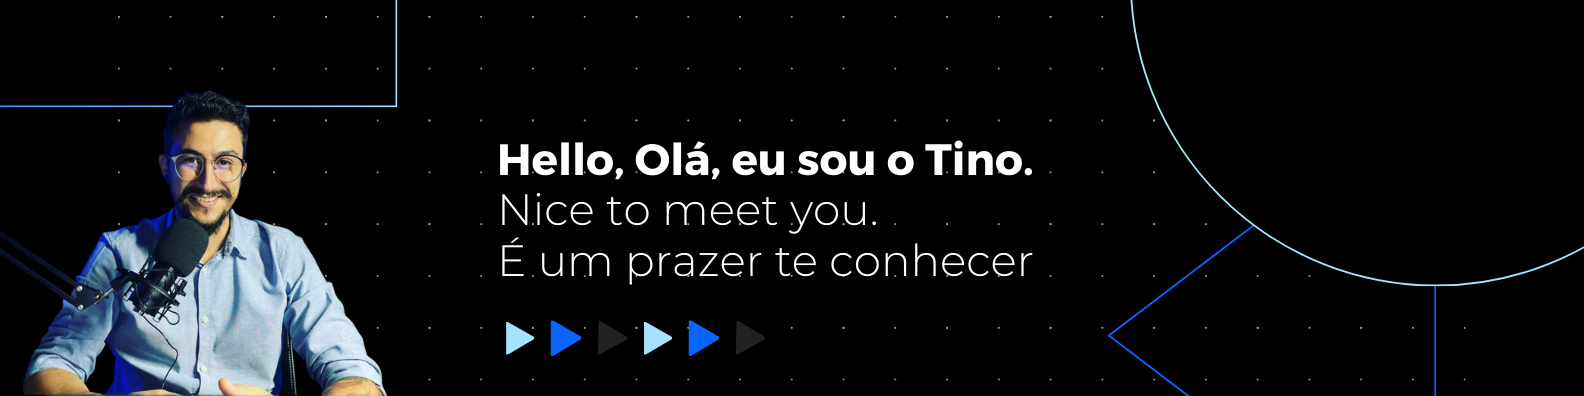 Hello, Olá, eu sou o Tino.
Nice to meet you.
É um prazer te conhecer